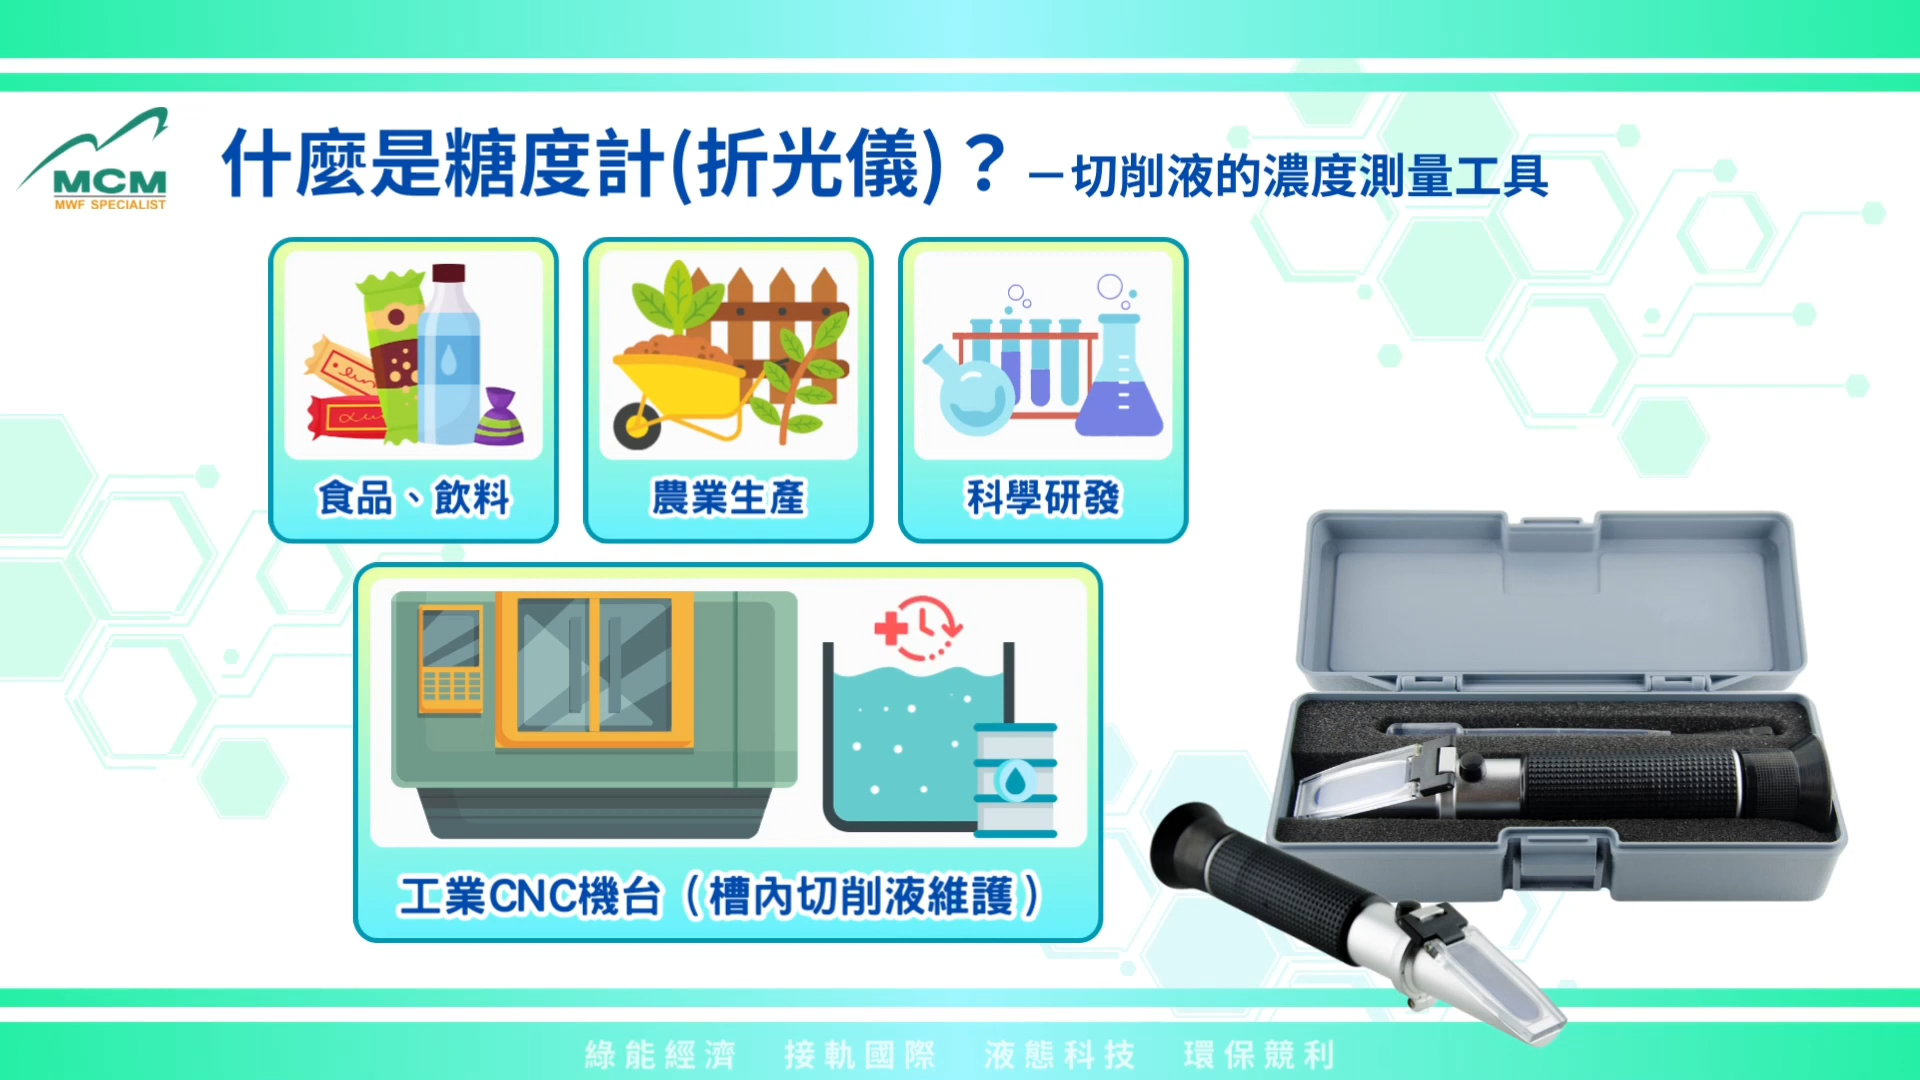 MCM
MWF SPECIALIST
什麼是糖度計(折光儀)？－切削液的濃度測量工具
食品、飲料
農業生產
科學研發
工業CNC機台（槽內切削液維護）
綠能經濟　接軌國際　液態科技　環保競利